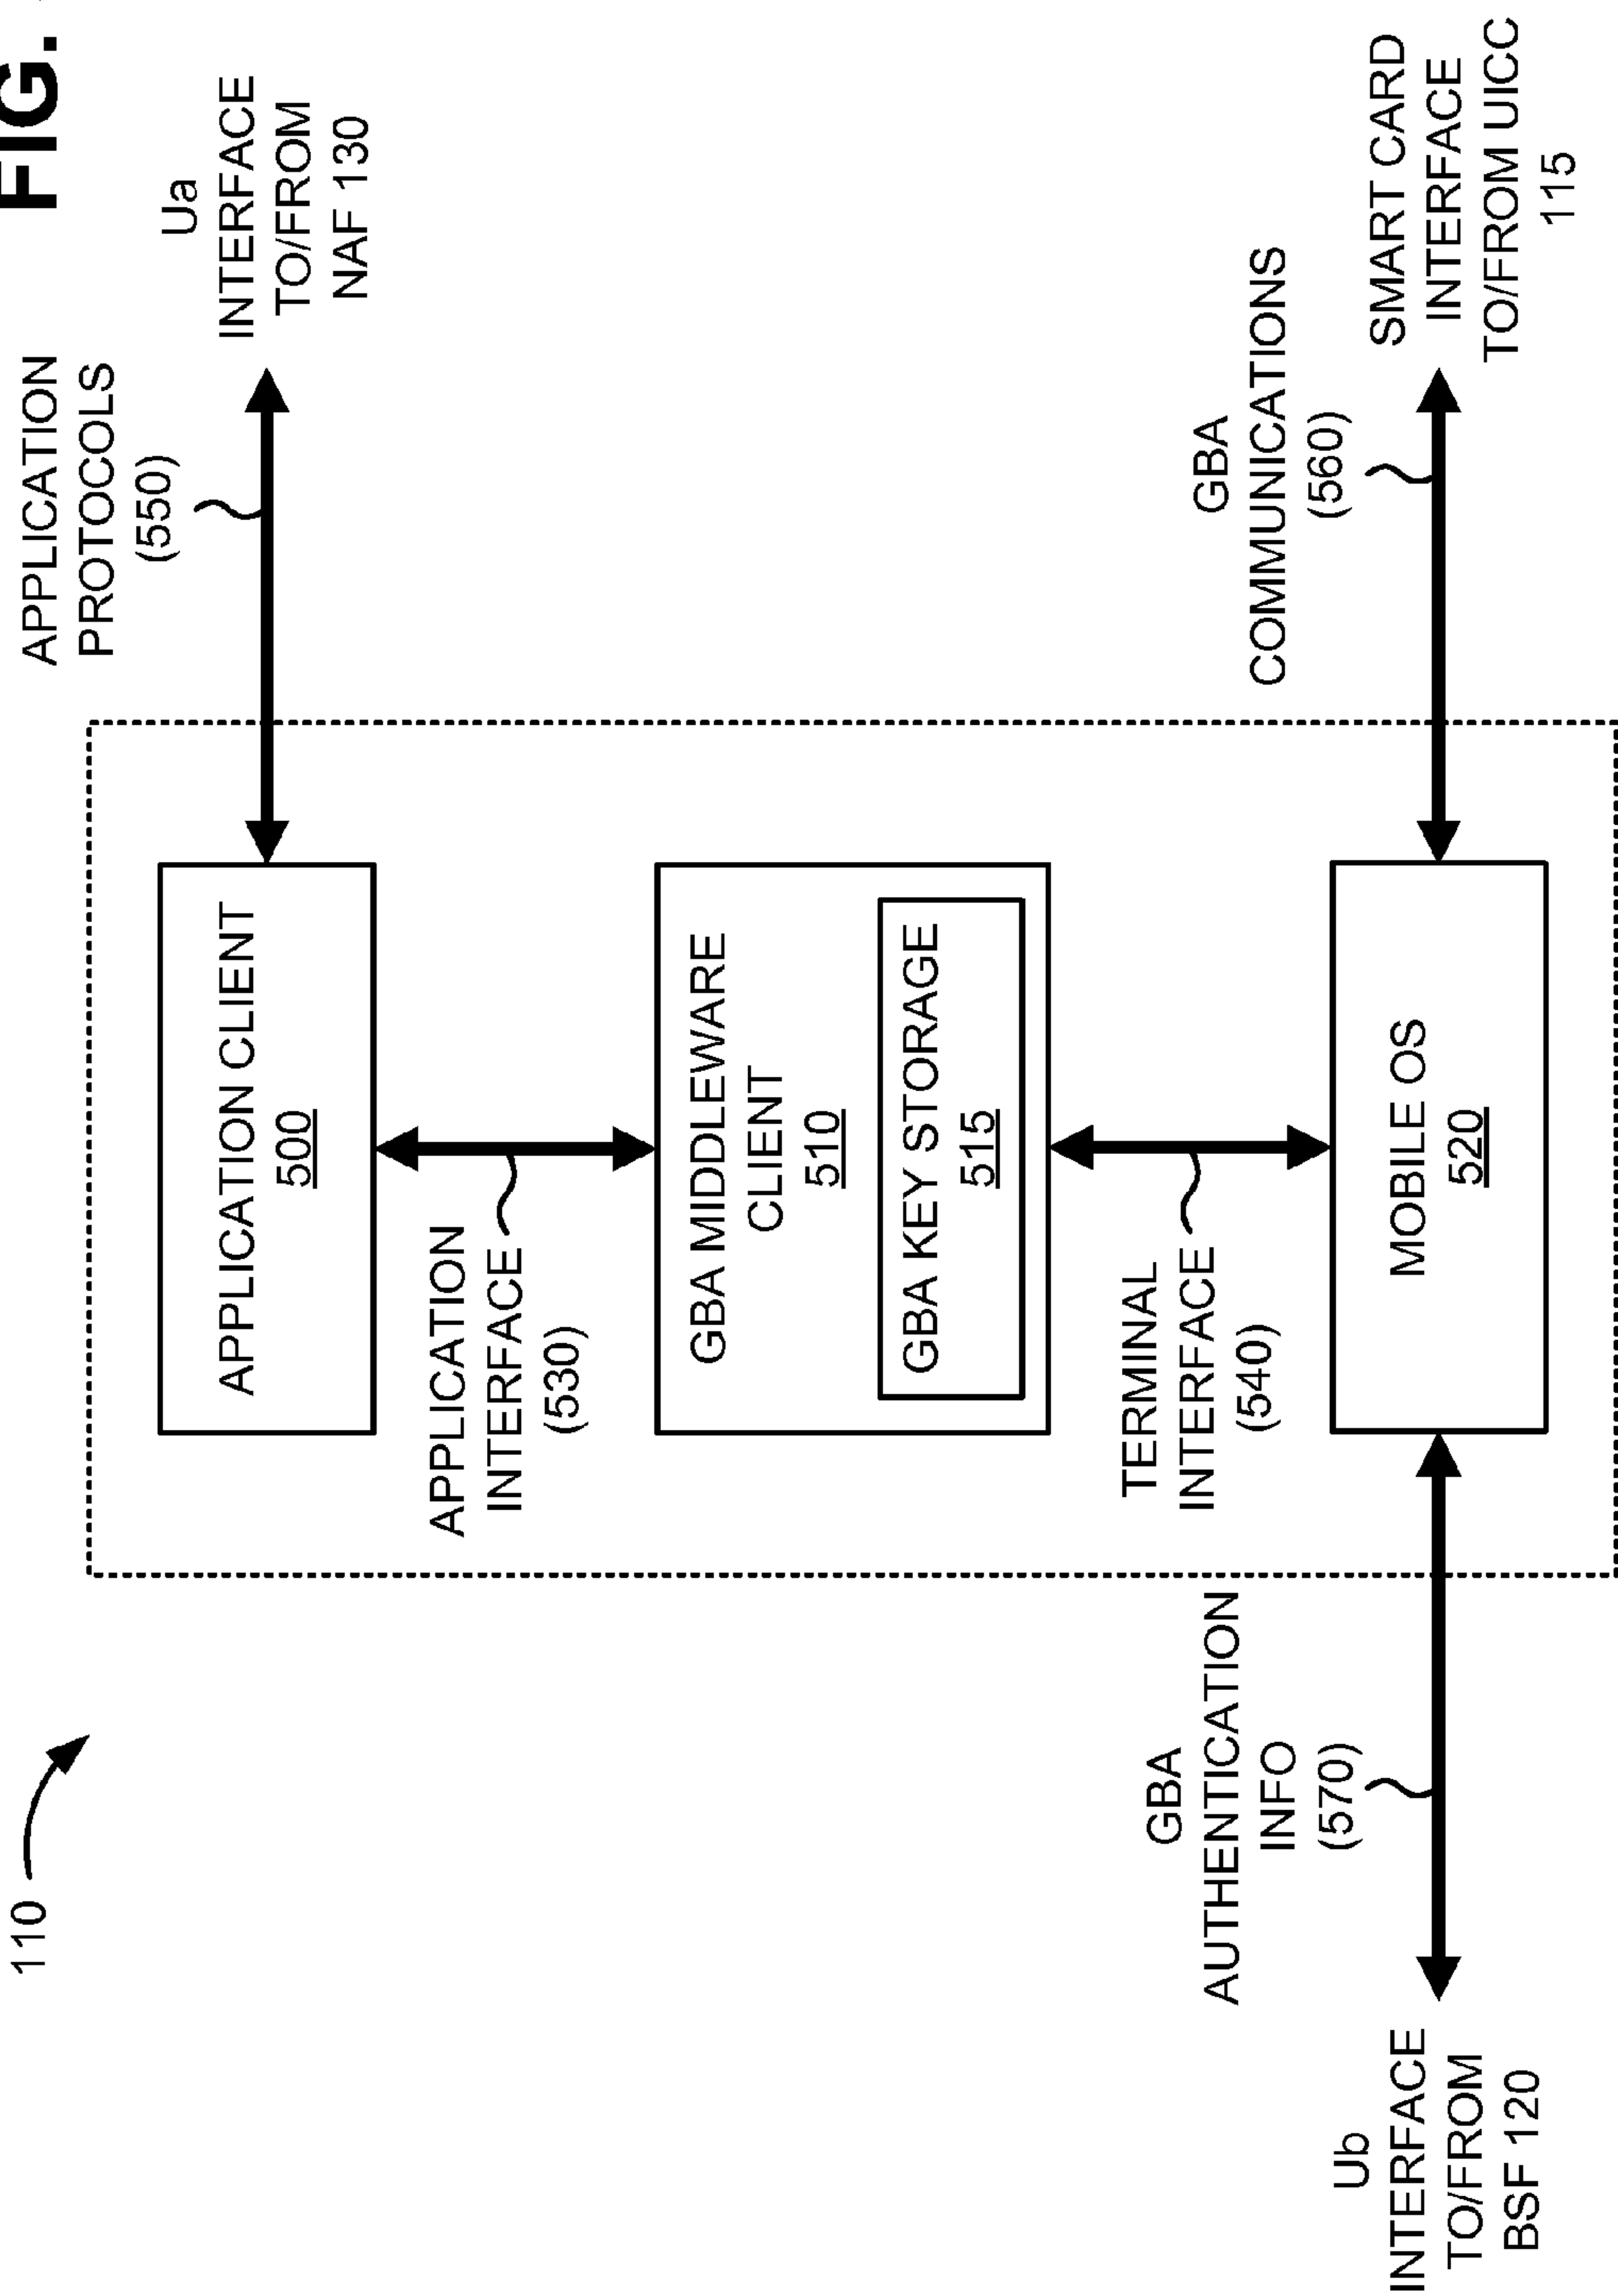 FIG.
110
APPLICATION
PROTOCOLS
(550)
Ua
INTERFACE
TO/FROM
NAF 130
APPLICATION CLIENT
500
APPLICATION
INTERFACE
(530)
GBA MIDDLEWARE
CLIENT
510
GBA KEY STORAGE
515
TERMINAL
INTERFACE
(540)
MOBILE OS
520
GBA
AUTHENTICATION
INFO
(570)
Ub
INTERFACE
TO/FROM
BSF 120
GBA
COMMUNICATIONS
(560)
SMART CARD
INTERFACE
TO/FROM UICC
115